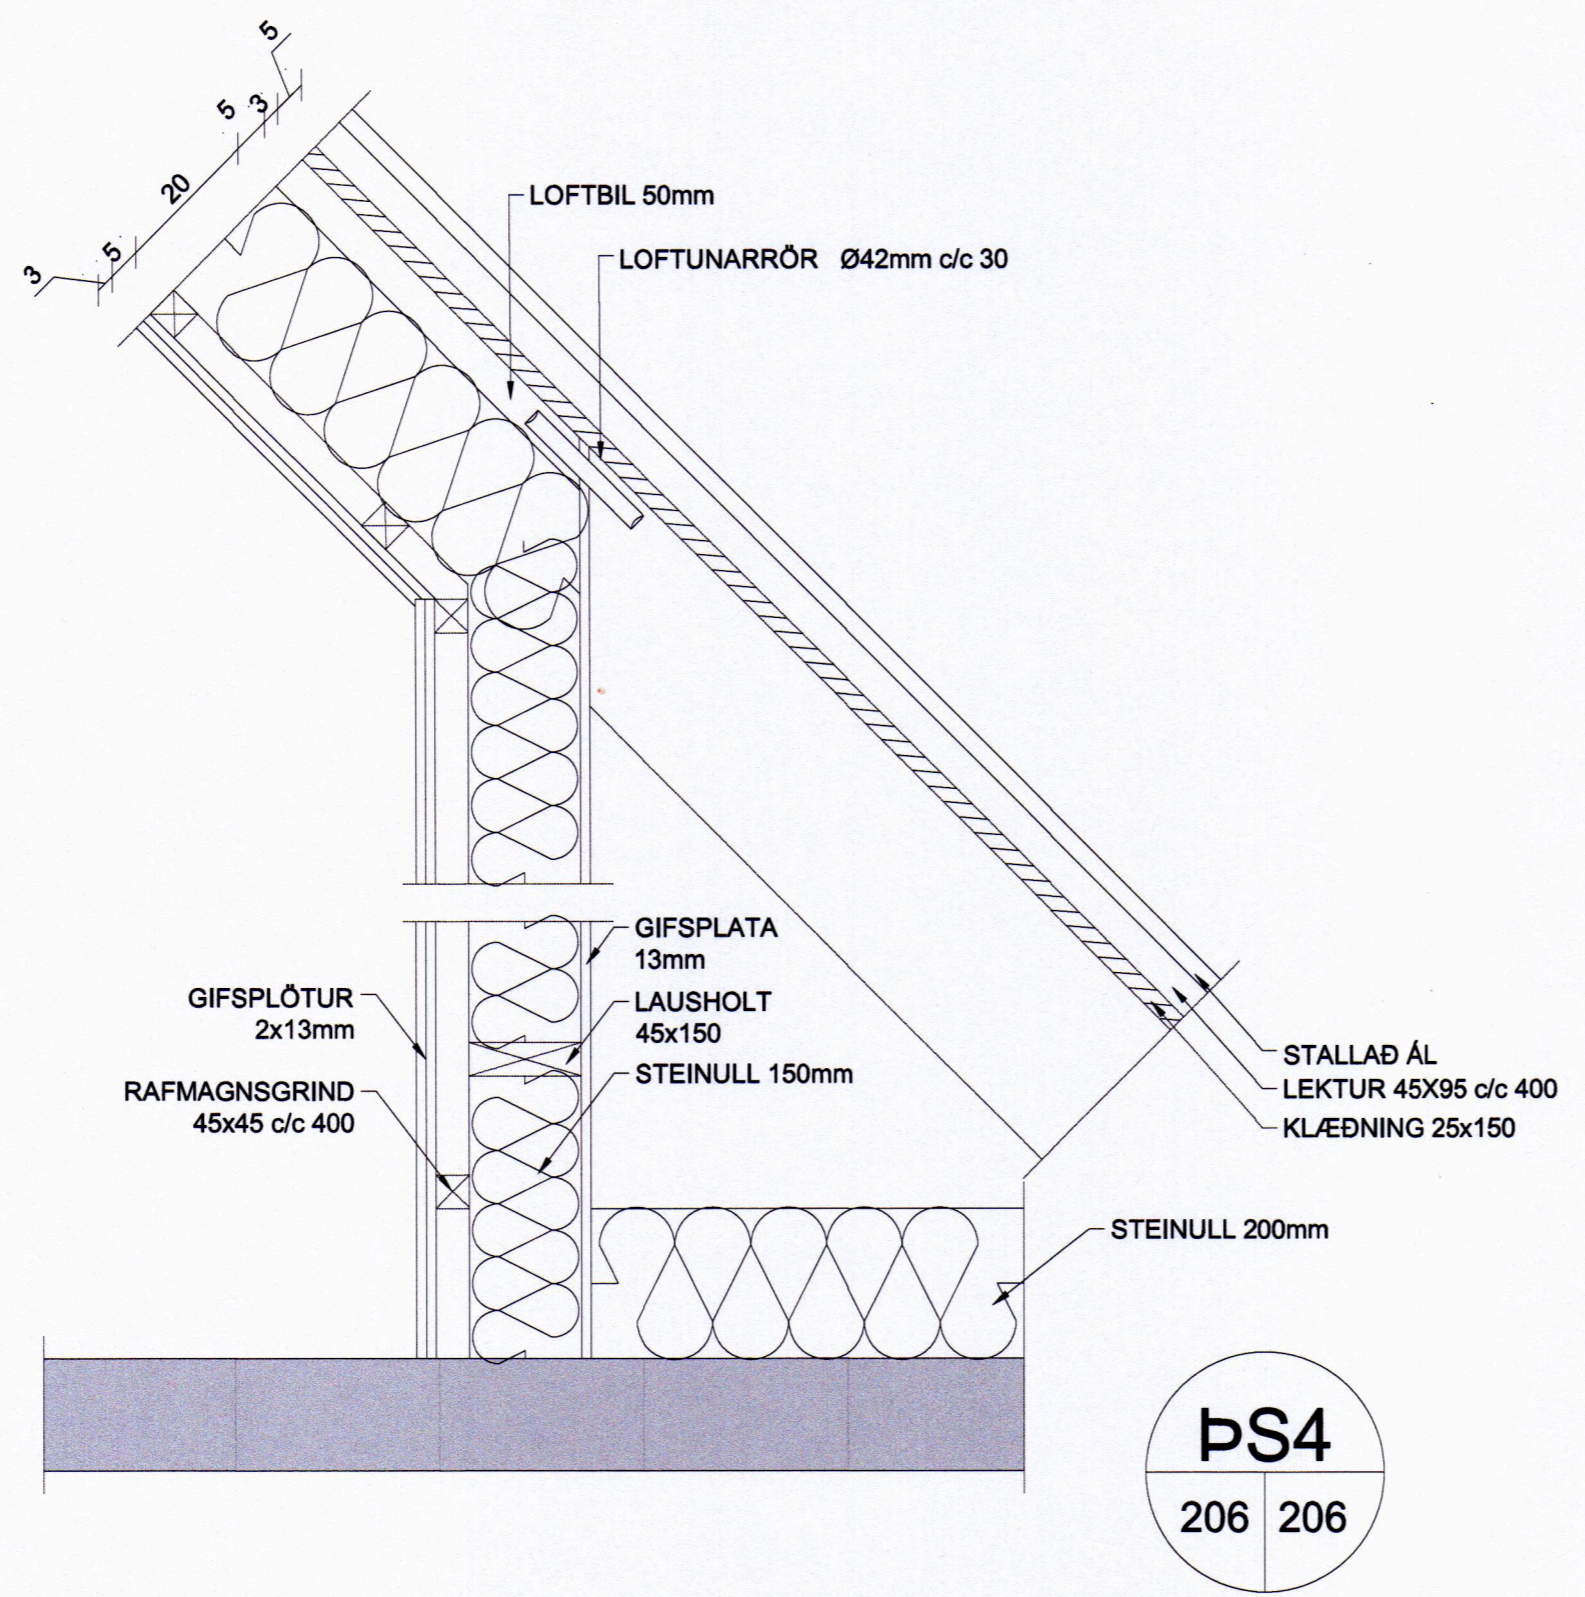 5
5
3
20
5
3
LOFTBIL 50mm
LOFTUNARRÖR Ø42mm c/c 30
GIFSPLATA
13mm
GIFSPLÖTUR
2x13mm
LAUSHOLT
45x150
STEINULL 150mm
RAFMAGNSGRIND
45x45 c/c 400
STALLAÐ ÁL
LEKTUR 45X95 c/c 400
KLÆÐNING 25x150
STEINULL 200mm
ÞS4
206 206